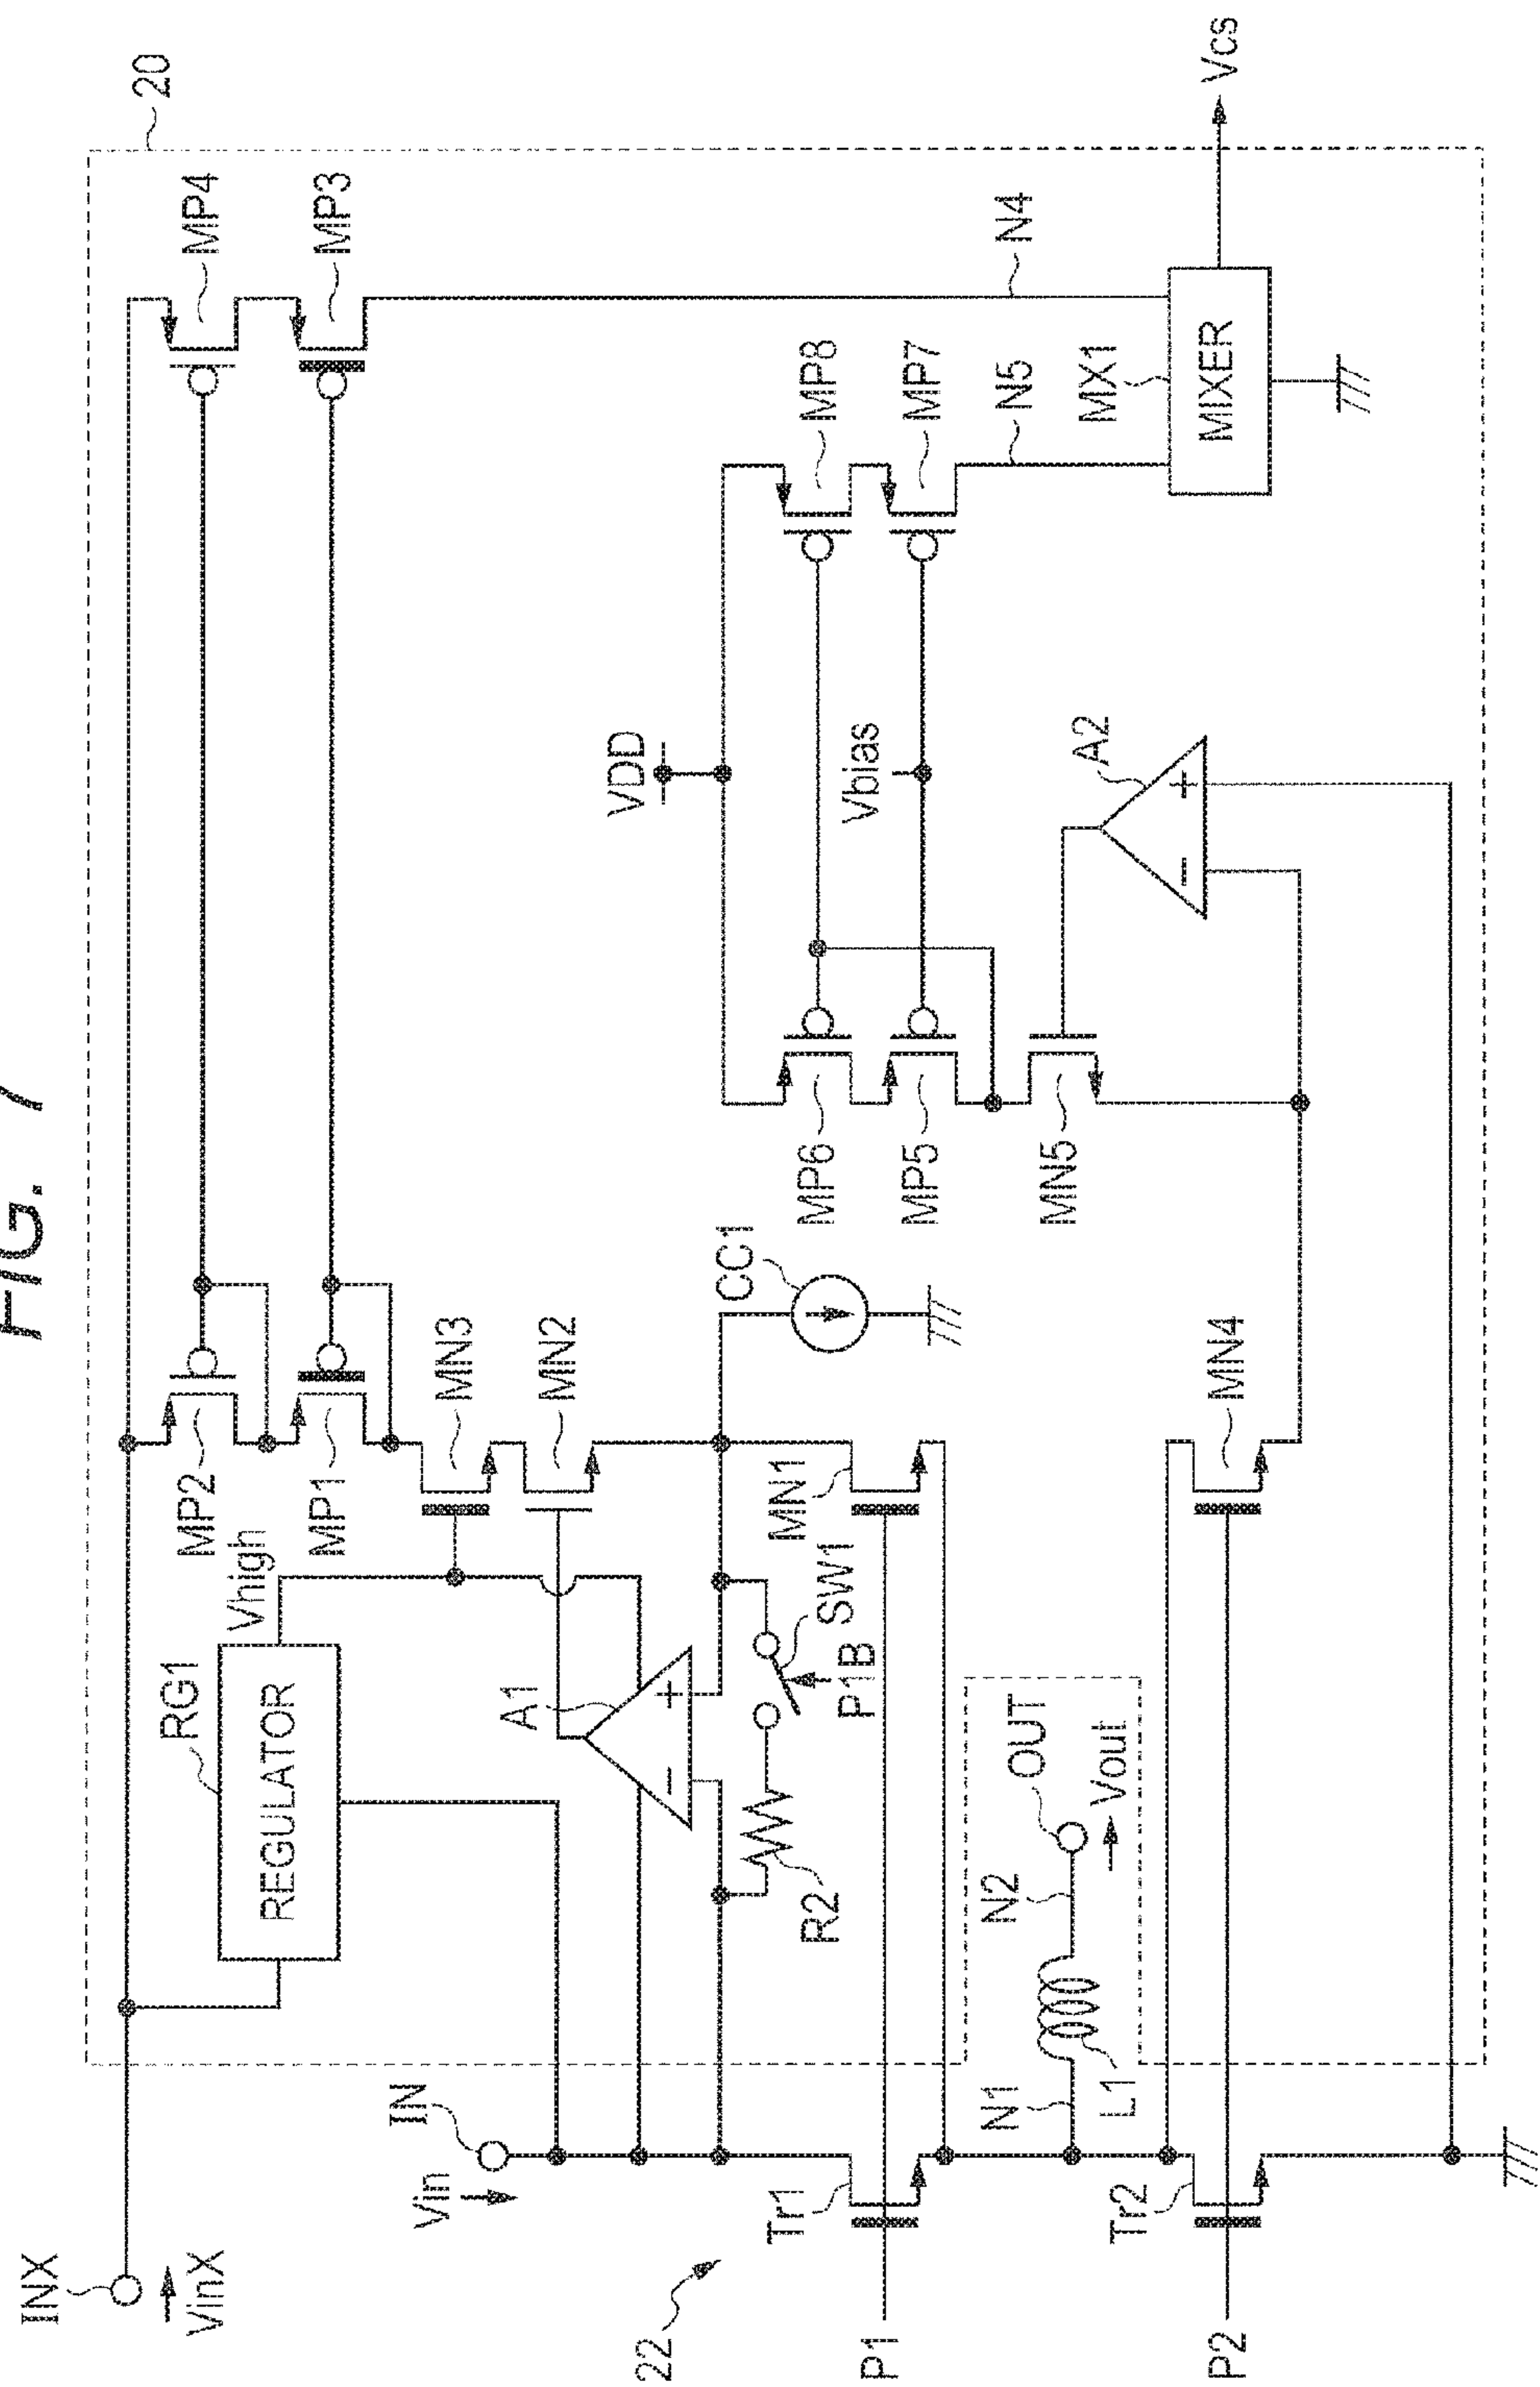 FIG. 7
INX
VinX
20
MP2
MP4
MP1
MP3
RG1
REGULATOR
Vhigh
MN3
MN2
A1
R2
SW1
P1B
MN1
CC1
VDD
MP6
MP8
Vbias
MP5
MP7
MN5
A2
N5
N4
MX1
MIXER
Vcs
IN
Vin
22
Tr1
P1
N1
L1
N2
OUT
Vout
Tr2
P2
MN4